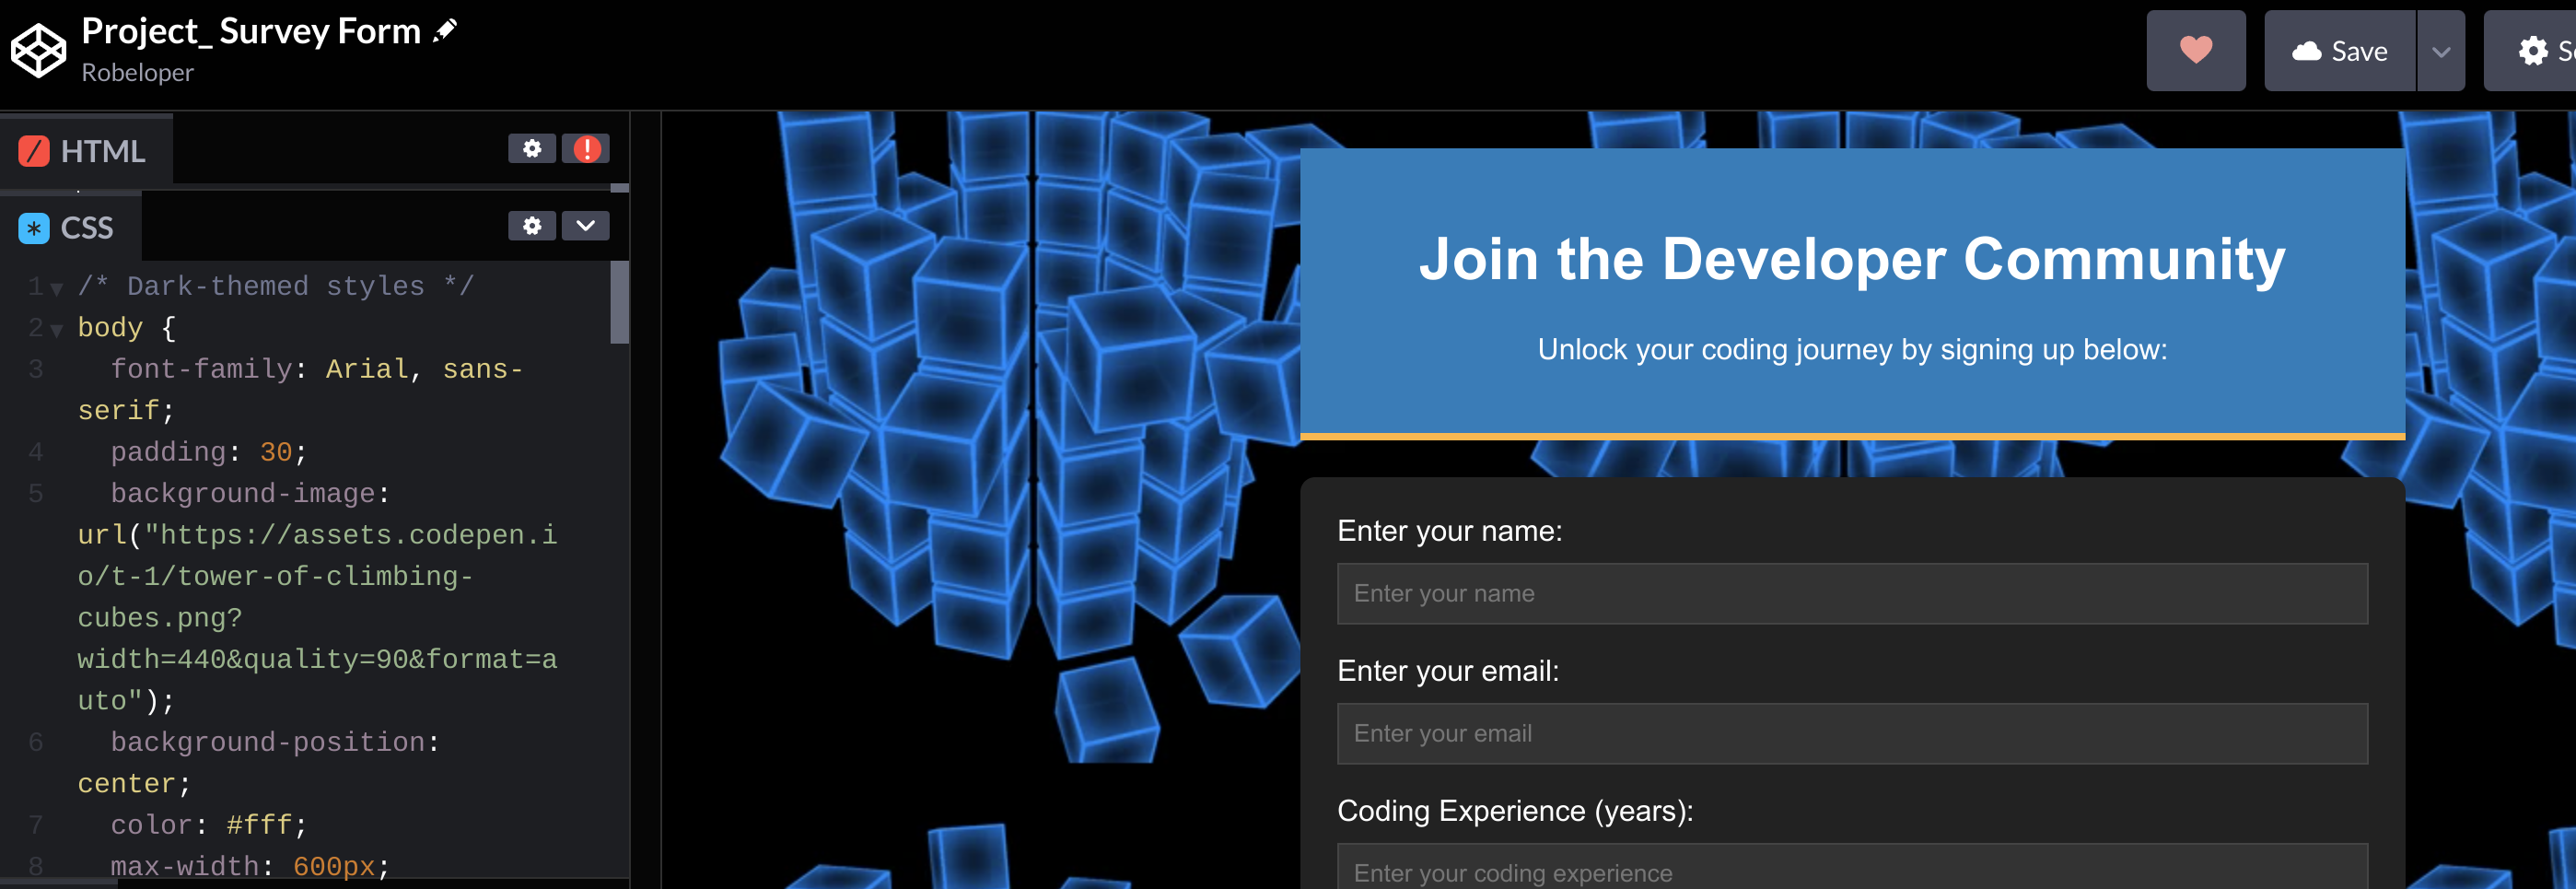 Project_ Survey Form
Robeloper
Save
HTML
CSS
1 /* Dark-themed styles */
2 body {
3 font-family: Arial, sans-
serif;
4 padding: 30;
5 background-image:
url("https://assets.codepen.i
o/t-1/tower-of-climbing-
cubes.png?
width=440&quality=90&format=a
uto");
6 background-position:
center;
7 color: #fff;
8 max-width: 600px;
Join the Developer Community
Unlock your coding journey by signing up below:
Enter your name:
Enter your name
Enter your email:
Enter your email
Coding Experience (years):
Enter your coding experience